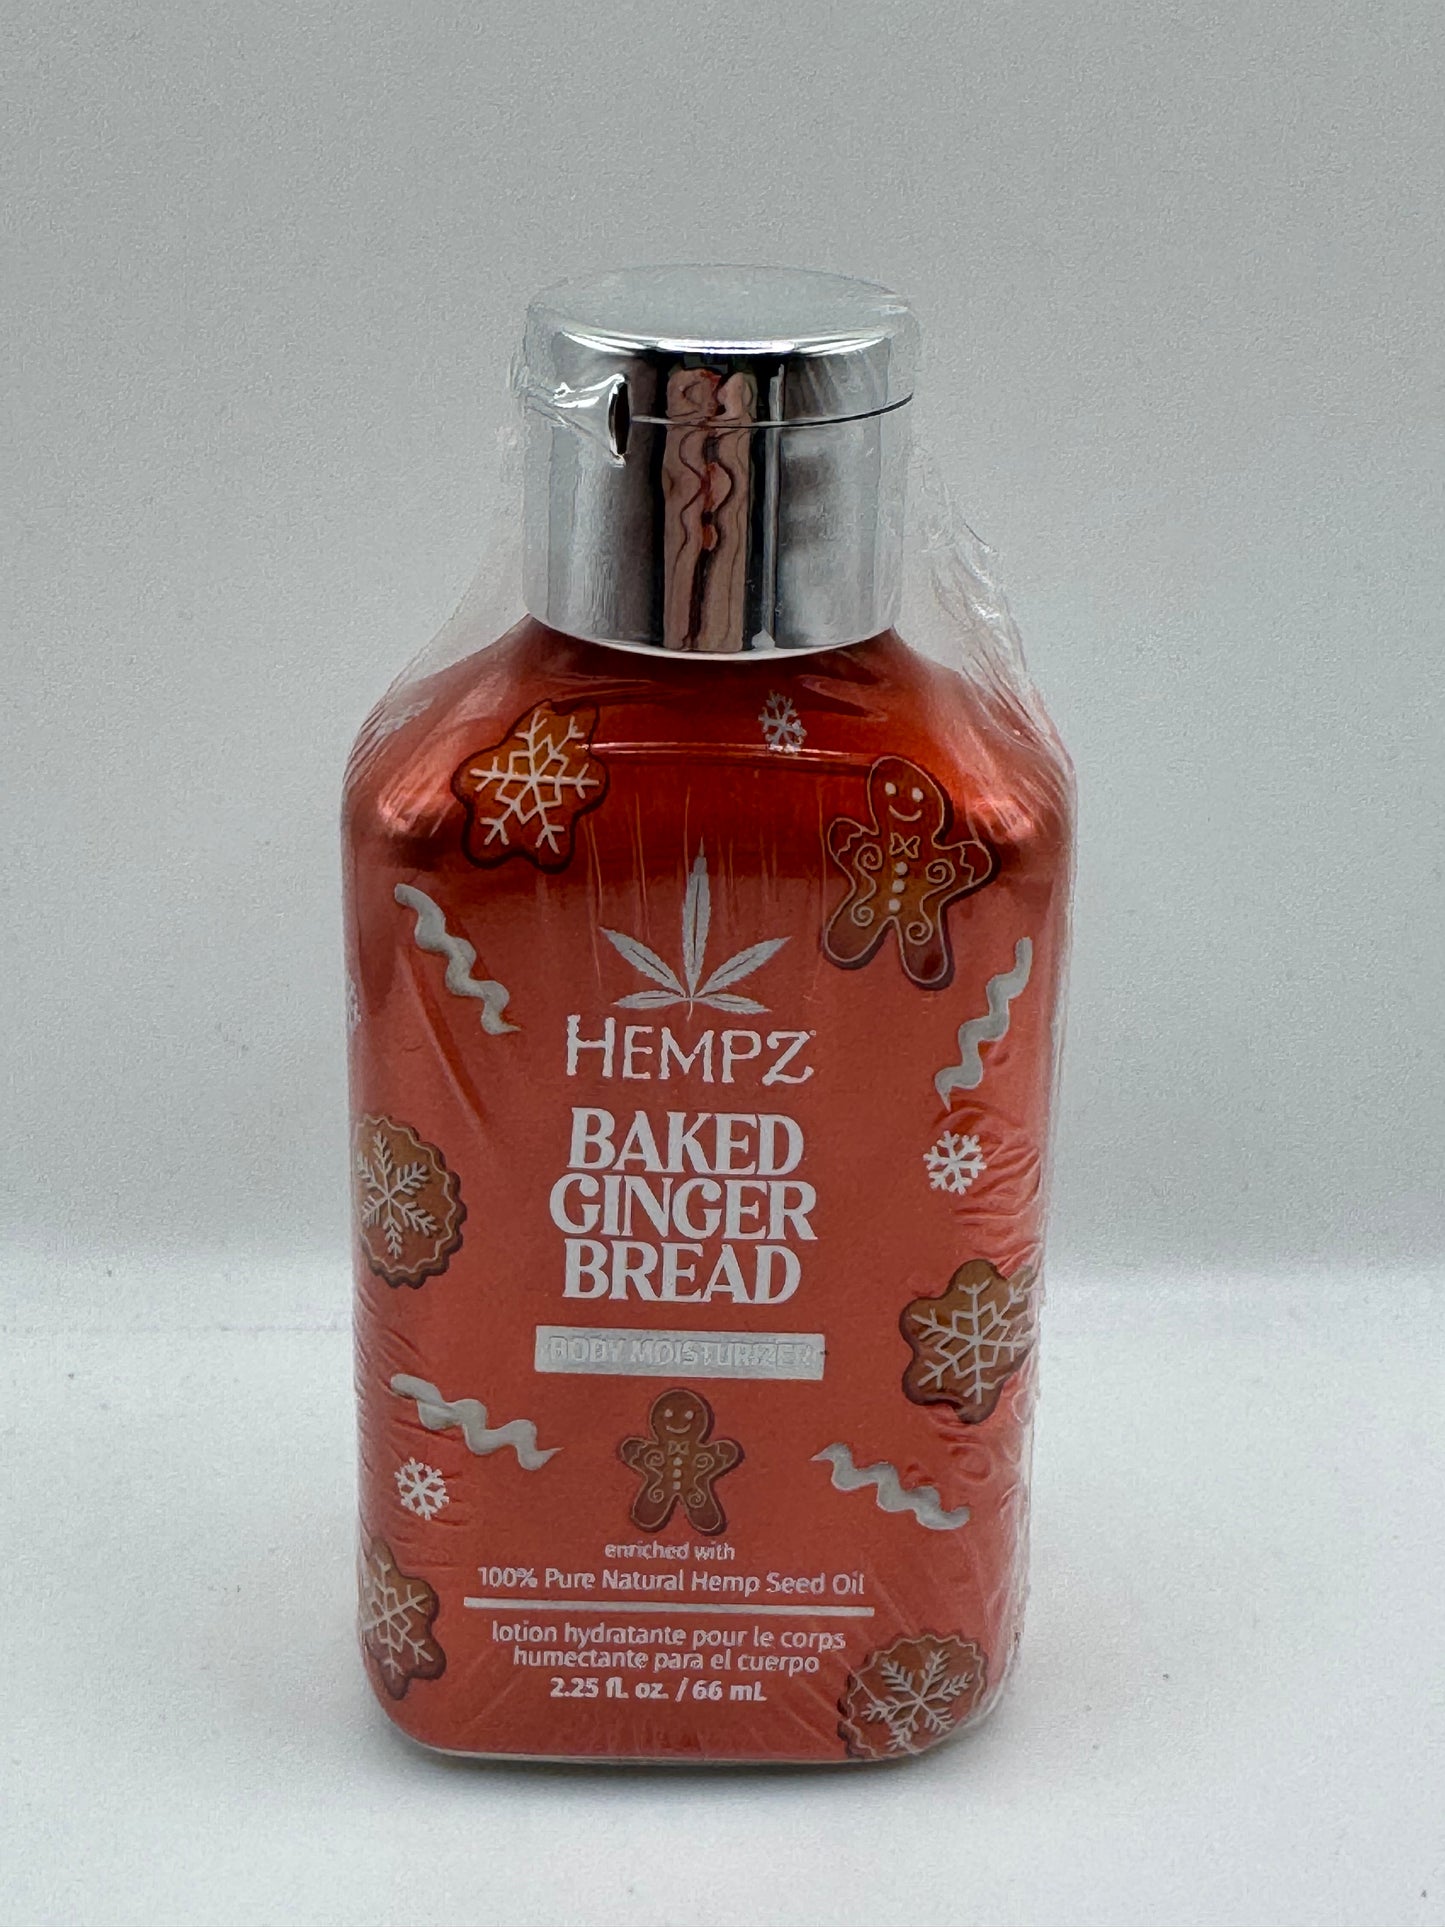 HEMPZ
BAKED
GINGER
BREAD
BODY MOISTURIZER
enriched with
100% Pure Natural Hemp Seed Oil
lotion hydratante pour le corps
humectante para el cuerpo
2.25 fl. oz. / 66 mL